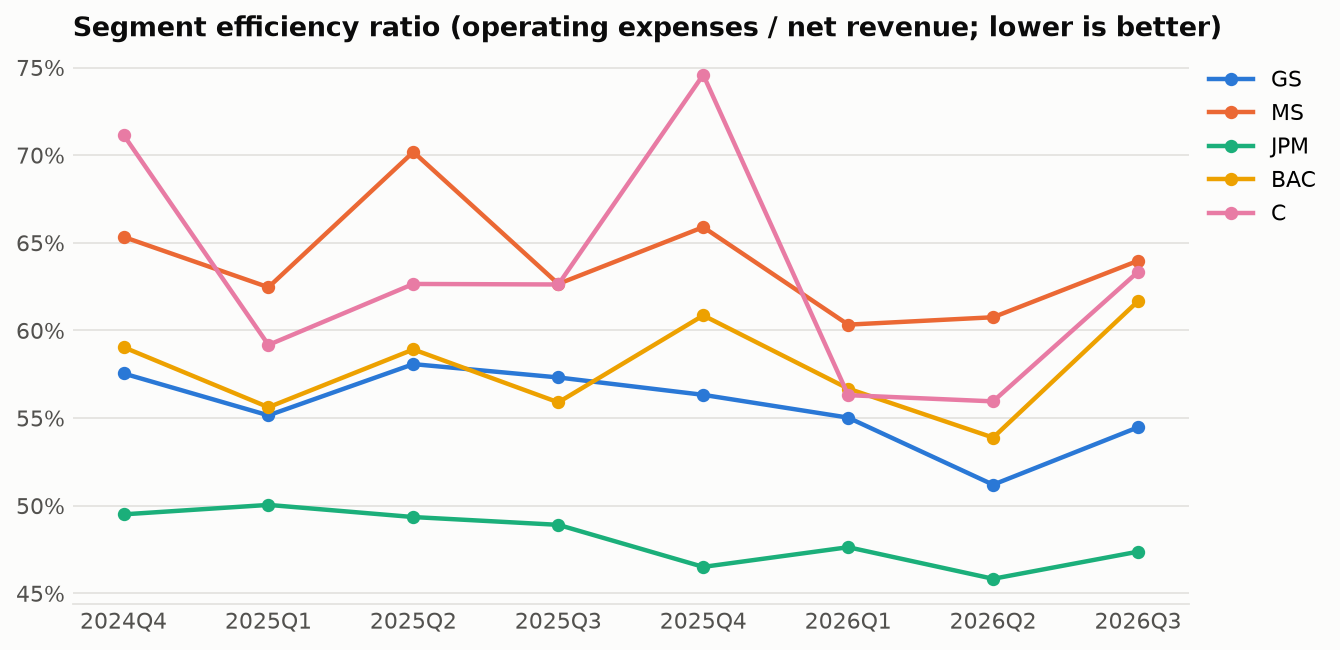 Segment efficiency ratio (operating expenses / net revenue; lower is better)
75%
70%
65%
60%
55%
50%
45%
2024Q4 2025Q1 2025Q2 2025Q3 2025Q4 2026Q1 2026Q2 2026Q3
GS
MS
JPM
BAC
C